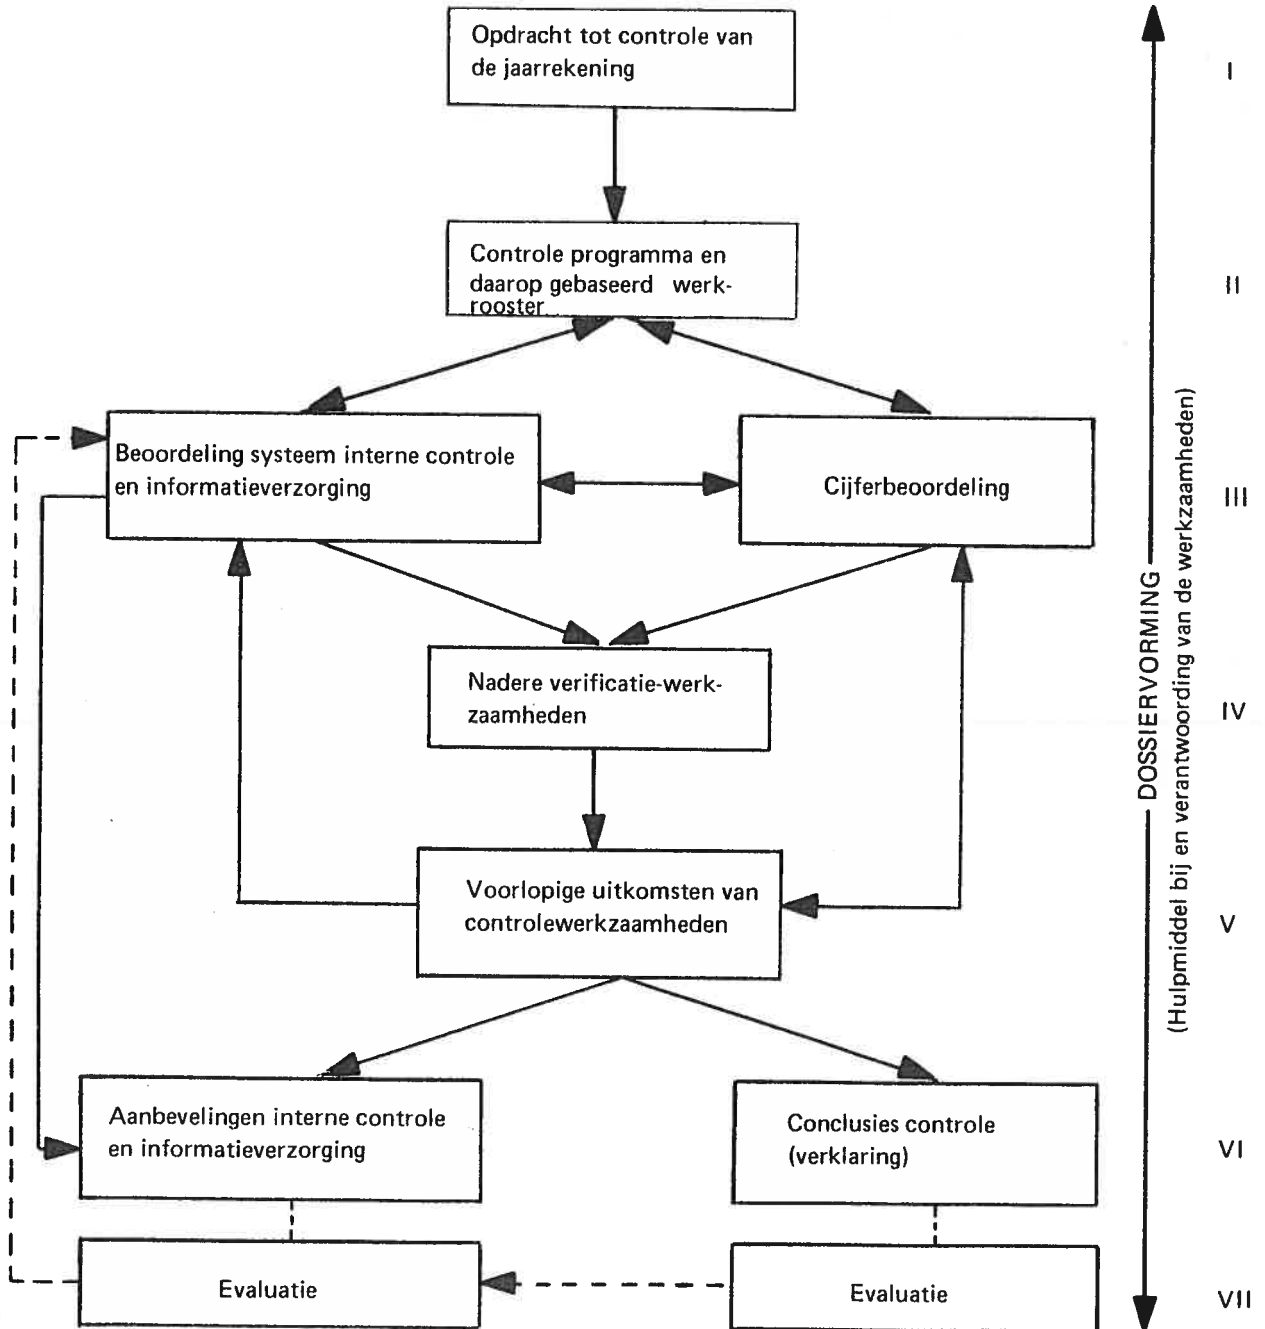 Opdracht tot controle van
de jaarrekening
I
Controle programma en
daarop gebaseerd werk-
rooster
II
Beoordeling systeem interne controle
en informatieverzorging
Cijferbeoordeling
III
Nadere verificatie-werk-
zaamheden
IV
Voorlopige uitkomsten van
controlewerkzaamheden
V
Aanbevelingen interne controle
en informatieverzorging
Conclusies controle
(verklaring)
VI
Evaluatie
Evaluatie
VII
DOSSIERVORMING
(Hulpmiddel bij en verantwoording van de werkzaamheden)